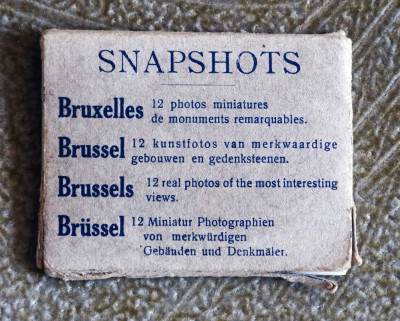 SNAPSHOTS
Bruxelles 12 photos miniatures
de monuments remarquables.
Brussel 12 kunstfotos van merkwaardige
gebouwen en gedenksteenen.
Brussels 12 real photos of the most interesting
views.
Brüssel 12 Miniatur Photographien
von merkwürdigen
Gebäuden und Denkmäler.